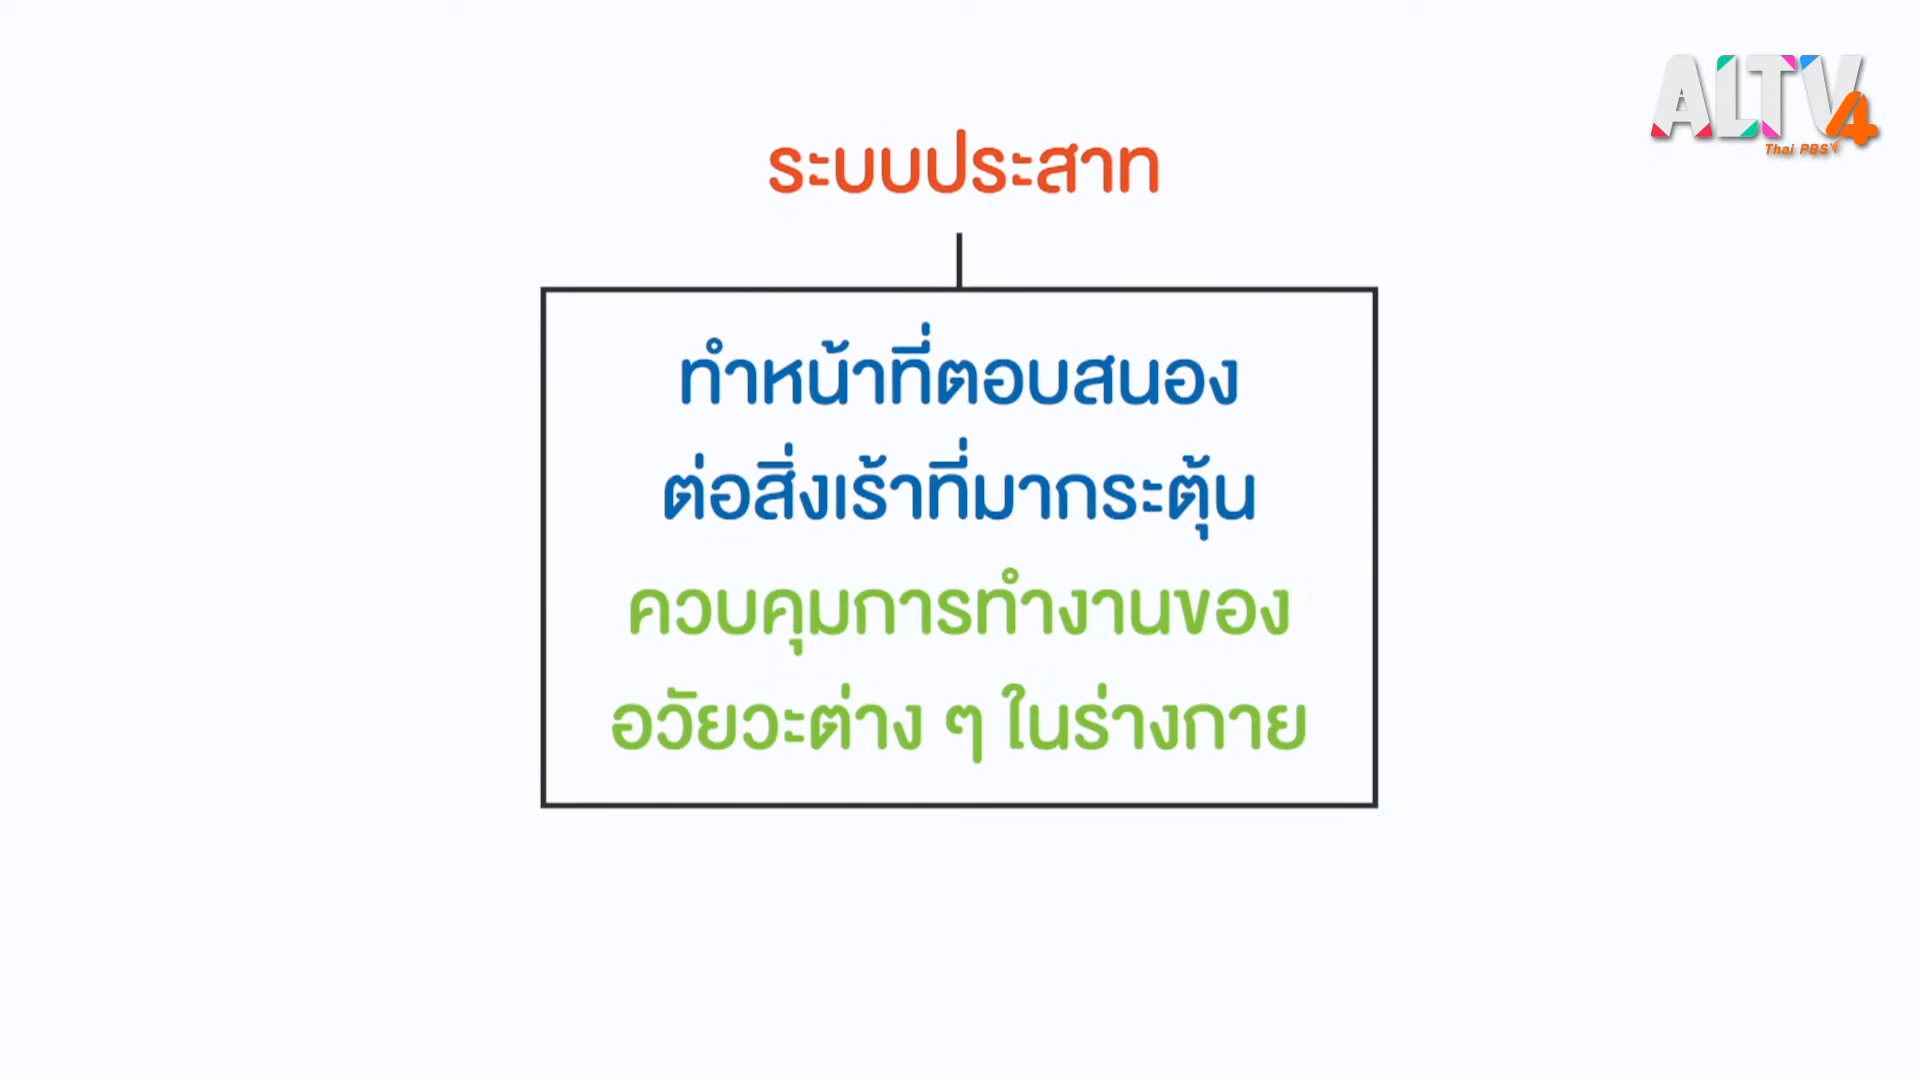 ALTV4
Thai PBS
ระบบประสาท
ทำหน้าที่ตอบสนอง
ต่อสิ่งเร้าที่มากระตุ้น
ควบคุมการทำงานของ
อวัยวะต่าง ๆ ในร่างกาย